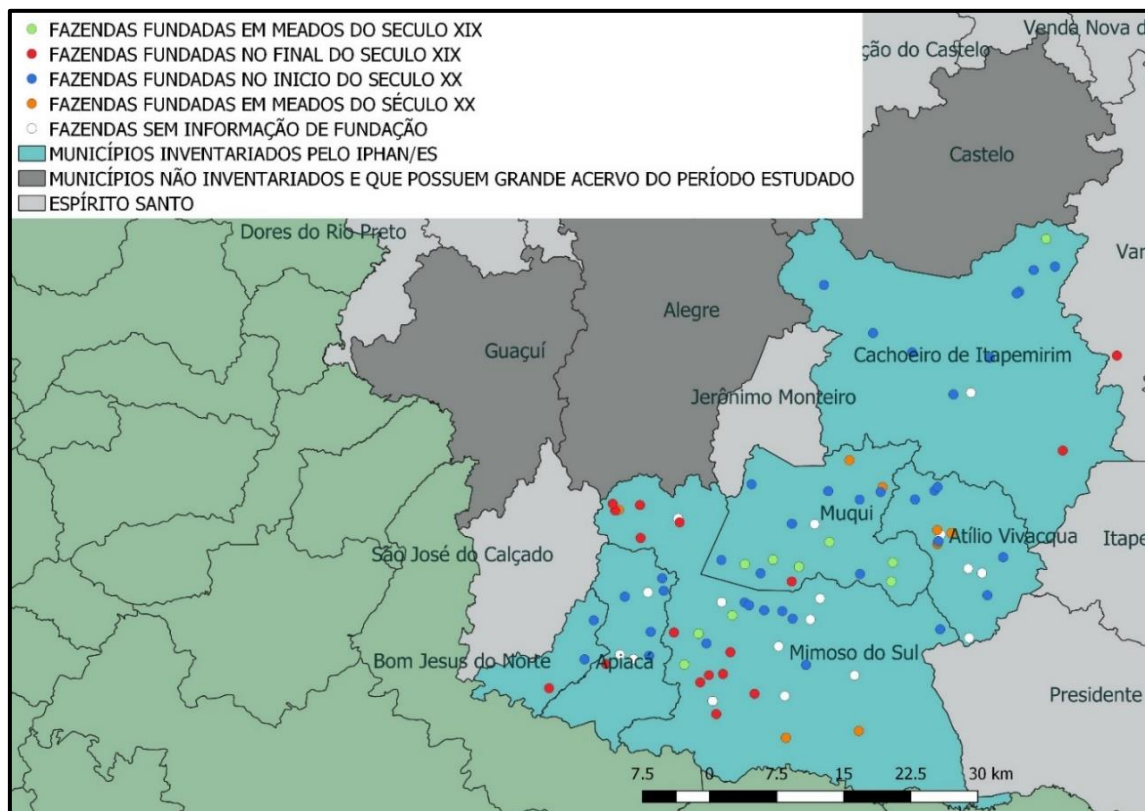 FAZENDAS FUNDADAS EM MEADOS DO SECULO XIX
FAZENDAS FUNDADAS NO FINAL DO SECULO XIX
FAZENDAS FUNDADAS NO INICIO DO SECULO XX
FAZENDAS FUNDADAS EM MEADOS DO SÉCULO XX
FAZENDAS SEM INFORMAÇÃO DE FUNDAÇÃO
MUNICÍPIOS INVENTARIADOS PELO IPHAN/ES
MUNICÍPIOS NÃO INVENTARIADOS E QUE POSSUEM GRANDE ACERVO DO PERÍODO ESTUDADO
ESPÍRITO SANTO
Venda Nova d
ção do Castelo
Castelo
Dores do Rio Preto
Var
Alegre
Guaçuí
Cachoeiro de Itapemirim
Jerônimo Monteiro
Muqui
Atílio Vivacqua
Itape
São José do Calçado
Mimoso do Sul
Bom Jesus do Norte
Apiacá
Presidente
7.5 0 7.5 15 22.5 30 km